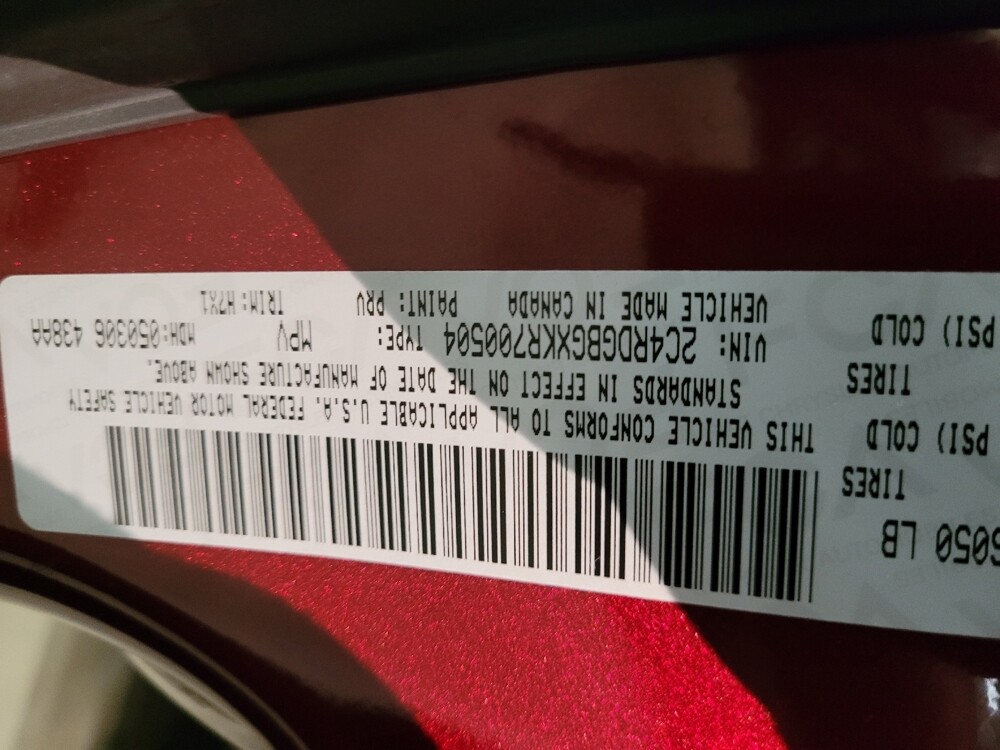 6050 LB
TIRES
PSI) COLD
TIRES
PSI) COLD
THIS VEHICLE CONFORMS TO ALL APPLICABLE U.S.A. FEDERAL MOTOR VEHICLE SAFETY
STANDARDS IN EFFECT ON THE DATE OF MANUFACTURE SHOWN ABOVE.
VIN: 2C4RDGBGXKR700504 TYPE: MPV MDH:050306 438AA
VEHICLE MADE IN CANADA PAINT: PRV TRIM:H7X1